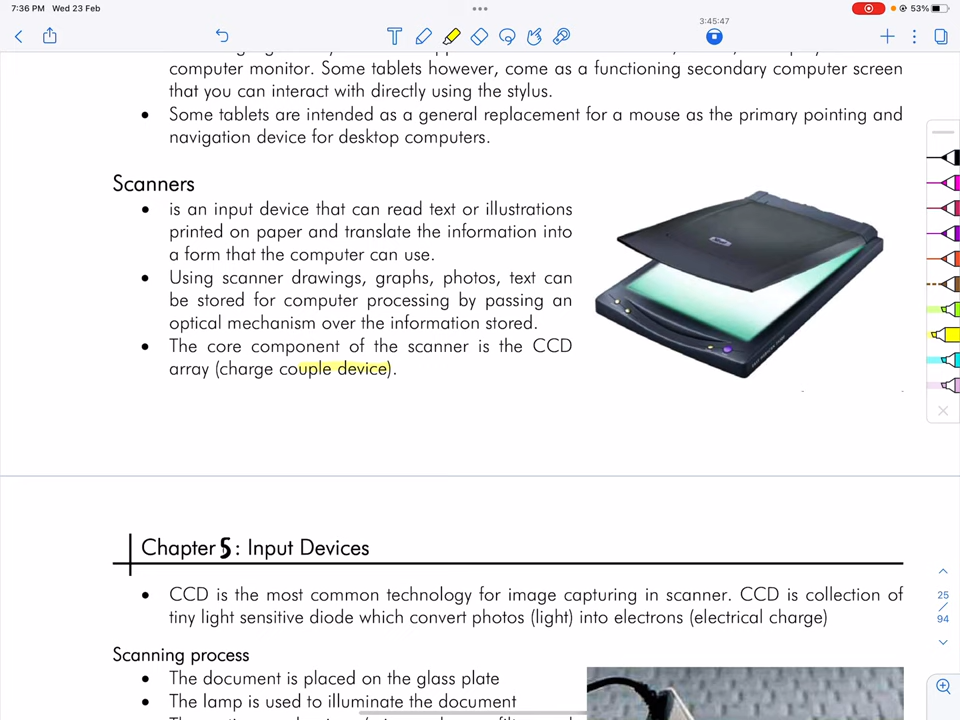 7:36 PM Wed 23 Feb
53%
3:45:47
computer monitor. Some tablets however, come as a functioning secondary computer screen
that you can interact with directly using the stylus.
• Some tablets are intended as a general replacement for a mouse as the primary pointing and
navigation device for desktop computers.
Scanners
• is an input device that can read text or illustrations
printed on paper and translate the information into
a form that the computer can use.
• Using scanner drawings, graphs, photos, text can
be stored for computer processing by passing an
optical mechanism over the information stored.
• The core component of the scanner is the CCD
array (charge couple device).
Chapter 5: Input Devices
• CCD is the most common technology for image capturing in scanner. CCD is collection of
tiny light sensitive diode which convert photos (light) into electrons (electrical charge)
25
/
94
Scanning process
• The document is placed on the glass plate
• The lamp is used to illuminate the document